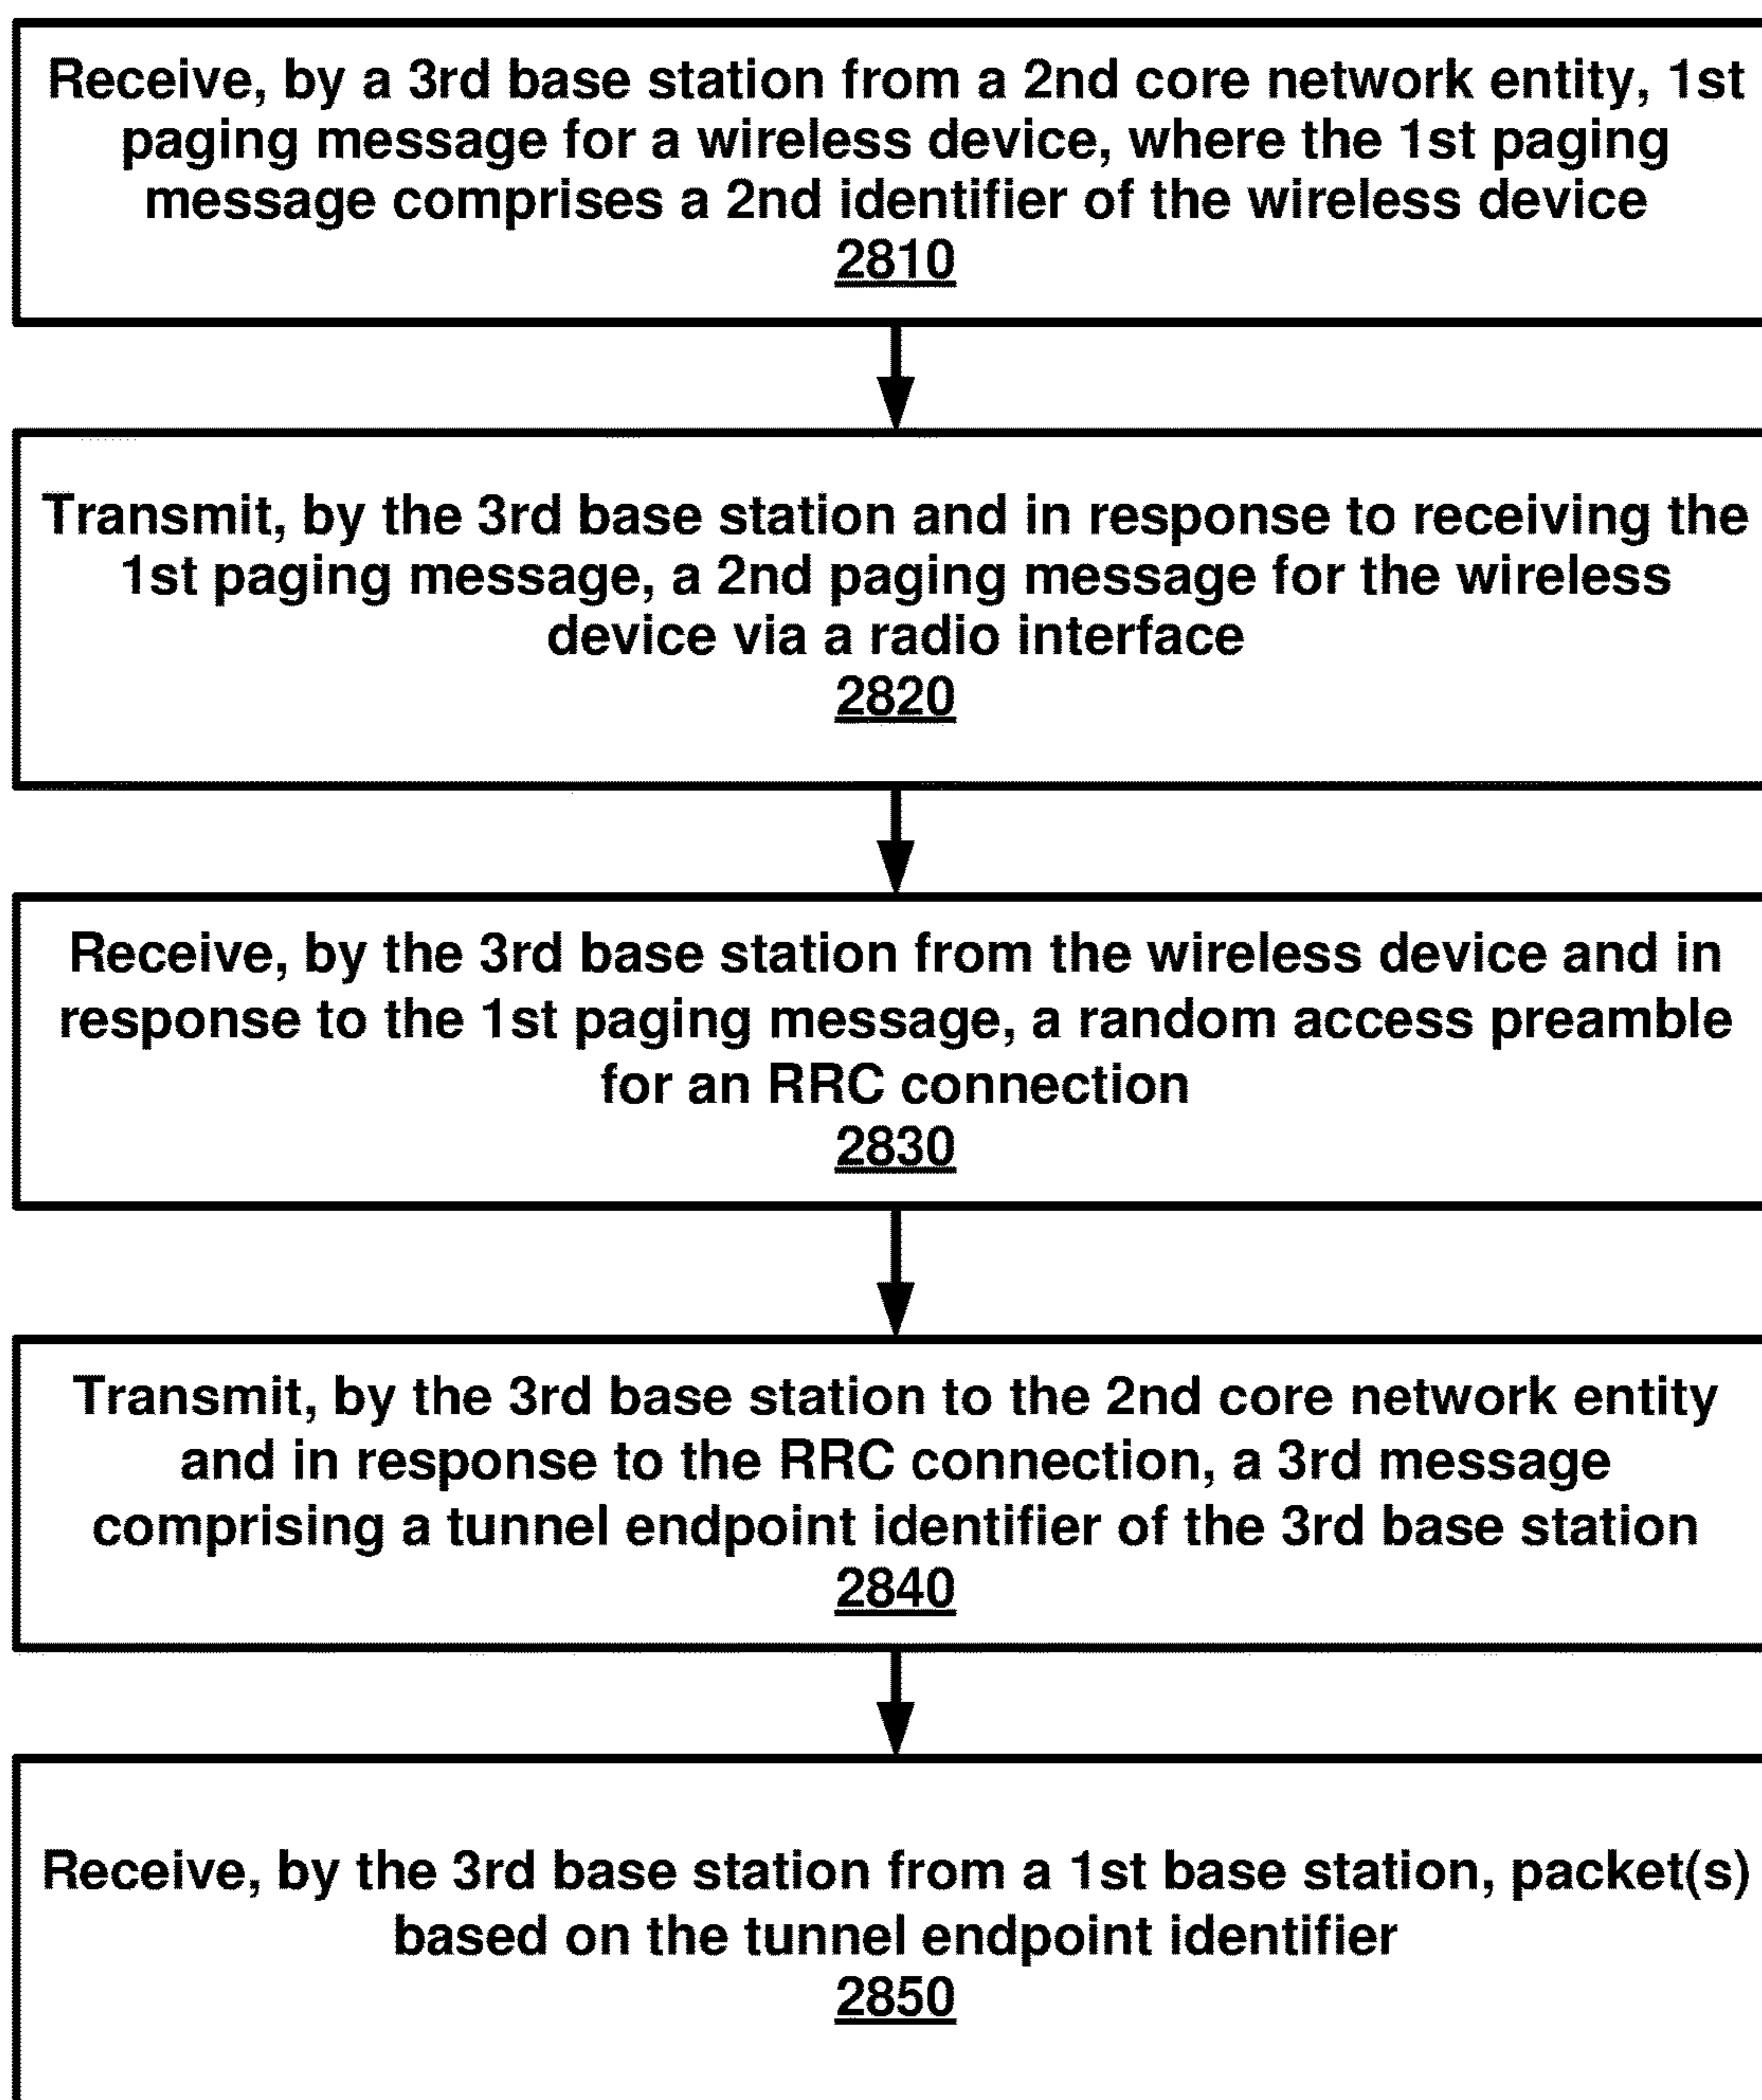 Receive, by a 3rd base station from a 2nd core network entity, 1st
paging message for a wireless device, where the 1st paging
message comprises a 2nd identifier of the wireless device
2810
Transmit, by the 3rd base station and in response to receiving the
1st paging message, a 2nd paging message for the wireless
device via a radio interface
2820
Receive, by the 3rd base station from the wireless device and in
response to the 1st paging message, a random access preamble
for an RRC connection
2830
Transmit, by the 3rd base station to the 2nd core network entity
and in response to the RRC connection, a 3rd message
comprising a tunnel endpoint identifier of the 3rd base station
2840
Receive, by the 3rd base station from a 1st base station, packet(s)
based on the tunnel endpoint identifier
2850